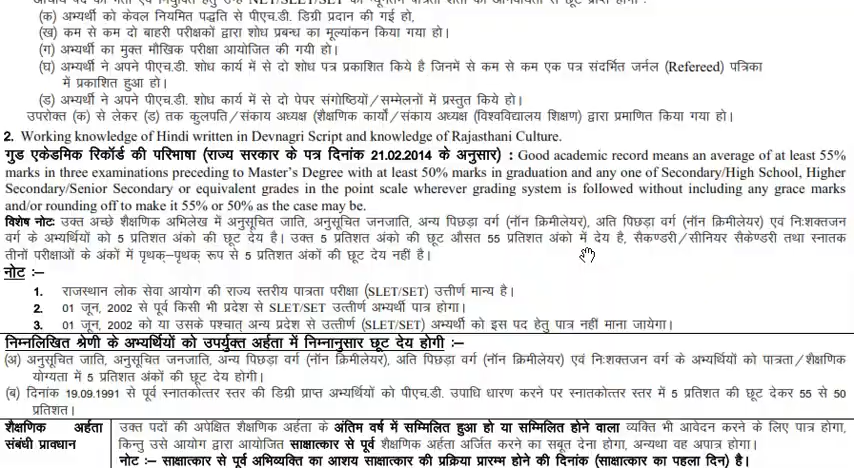 (क) अभ्यर्थी को केवल नियमित पद्धति से पीएच.डी. डिग्री प्रदान की गई हो,
(ख) कम से कम दो बाहरी परीक्षकों द्वारा शोध प्रबन्ध का मूल्यांकन किया गया हो।
(ग) अभ्यर्थी का मुक्त मौखिक परीक्षा आयोजित की गयी हो।
(घ) अभ्यर्थी ने अपने पीएच.डी. शोध कार्य में से दो शोध पत्र प्रकाशित किये है जिनमें से कम से कम एक पत्र संदर्भित जर्नल (Refereed) पत्रिका
में प्रकाशित हुआ हो।
(ड) अभ्यर्थी ने अपने पीएच.डी. शोध कार्य में से दो पेपर संगोष्ठियों/सम्मेलनों में प्रस्तुत किये हो।
उपरोक्त (क) से लेकर (ड) तक कुलपति/संकाय अध्यक्ष (शैक्षणिक कार्यों/संकाय अध्यक्ष (विश्वविद्यालय शिक्षण) द्वारा प्रमाणित किया गया हो।
2. Working knowledge of Hindi written in Devnagri Script and knowledge of Rajasthani Culture.
गुड एकेडमिक रिकॉर्ड की परिभाषा (राज्य सरकार के पत्र दिनांक 21.02.2014 के अनुसार) : Good academic record means an average of at least 55%
marks in three examinations preceding to Master's Degree with at least 50% marks in graduation and any one of Secondary/High School, Higher
Secondary/Senior Secondary or equivalent grades in the point scale wherever grading system is followed without including any grace marks
and/or rounding off to make it 55% or 50% as the case may be.
विशेष नोटः उक्त अच्छे शैक्षणिक अभिलेख में अनुसूचित जाति, अनुसूचित जनजाति, अन्य पिछड़ा वर्ग (नॉन क्रिमीलेयर), अति पिछड़ा वर्ग (नॉन क्रिमीलेयर) एवं निःशक्तजन
वर्ग के अभ्यर्थियों को 5 प्रतिशत अंको की छूट देय है। उक्त 5 प्रतिशत अंको की छूट औसत 55 प्रतिशत अंको में देय है, सैकण्डरी/सीनियर सैकेण्डरी तथा स्नातक
तीनों परीक्षाओं के अंकों में पृथक्-पृथक् रूप से 5 प्रतिशत अंकों की छूट देय नहीं है।
नोट :–
1. राजस्थान लोक सेवा आयोग की राज्य स्तरीय पात्रता परीक्षा (SLET/SET) उत्तीर्ण मान्य है।
2. 01 जून, 2002 से पूर्व किसी भी प्रदेश से SLET/SET उत्तीर्ण अभ्यर्थी पात्र होगा।
3. 01 जून, 2002 को या उसके पश्चात् अन्य प्रदेश से उत्तीर्ण (SLET/SET) अभ्यर्थी को इस पद हेतु पात्र नहीं माना जायेगा।
निम्नलिखित श्रेणी के अभ्यर्थियों को उपर्युक्त अर्हता में निम्नानुसार छूट देय होगी :–
(अ) अनुसूचित जाति, अनुसूचित जनजाति, अन्य पिछड़ा वर्ग (नॉन क्रिमीलेयर), अति पिछड़ा वर्ग (नॉन क्रिमीलेयर) एवं निःशक्तजन वर्ग के अभ्यर्थियों को पात्रता/शैक्षणिक
योग्यता में 5 प्रतिशत अंकों की छूट देय होगी।
(ब) दिनांक 19.09.1991 से पूर्व स्नातकोत्तर स्तर की डिग्री प्राप्त अभ्यर्थियों को पीएच.डी. उपाधि धारण करने पर स्नातकोत्तर स्तर में 5 प्रतिशत की छूट देकर 55 से 50
प्रतिशत।
शैक्षणिक अर्हता संबंधी प्रावधान
उक्त पदों की अपेक्षित शैक्षणिक अर्हता के अंतिम वर्ष में सम्मिलित हुआ हो या सम्मिलित होने वाला व्यक्ति भी आवेदन करने के लिए पात्र होगा,
किन्तु उसे आयोग द्वारा आयोजित साक्षात्कार से पूर्व शैक्षणिक अर्हता अर्जित करने का सबूत देना होगा, अन्यथा वह अपात्र होगा।
नोट :– साक्षात्कार से पूर्व अभिव्यक्ति का आशय साक्षात्कार की प्रक्रिया प्रारम्भ होने की दिनांक (साक्षात्कार का पहला दिन) है।